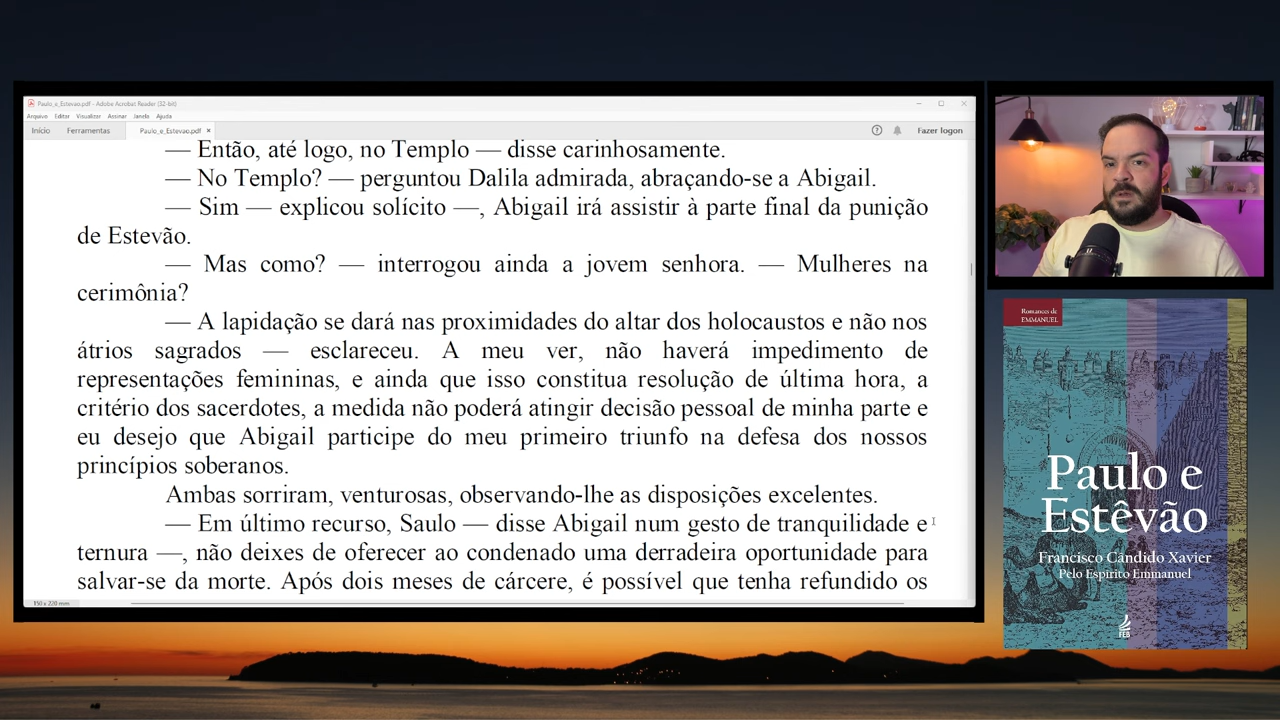 Paulo_e_Estevao.pdf - Adobe Acrobat Reader (32-bit)
Arquivo Editar Visualizar Assinar Janela Ajuda
Início Ferramentas Paulo_e_Estevao.pdf × Fazer logon
— Então, até logo, no Templo — disse carinhosamente.
— No Templo? — perguntou Dalila admirada, abraçando-se a Abigail.
— Sim — explicou solícito —, Abigail irá assistir à parte final da punição
de Estevão.
— Mas como? — interrogou ainda a jovem senhora. — Mulheres na
cerimônia?
— A lapidação se dará nas proximidades do altar dos holocaustos e não nos
átrios sagrados — esclareceu. A meu ver, não haverá impedimento de
representações femininas, e ainda que isso constitua resolução de última hora, a
critério dos sacerdotes, a medida não poderá atingir decisão pessoal de minha parte e
eu desejo que Abigail participe do meu primeiro triunfo na defesa dos nossos
princípios soberanos.
Ambas sorriram, venturosas, observando-lhe as disposições excelentes.
— Em último recurso, Saulo — disse Abigail num gesto de tranquilidade e
ternura —, não deixes de oferecer ao condenado uma derradeira oportunidade para
salvar-se da morte. Após dois meses de cárcere, é possível que tenha refundido os
150 x 220 mm
Romances de
EMMANUEL
Paulo e
Estêvão
Francisco Cândido Xavier
Pelo Espírito Emmanuel
FEB